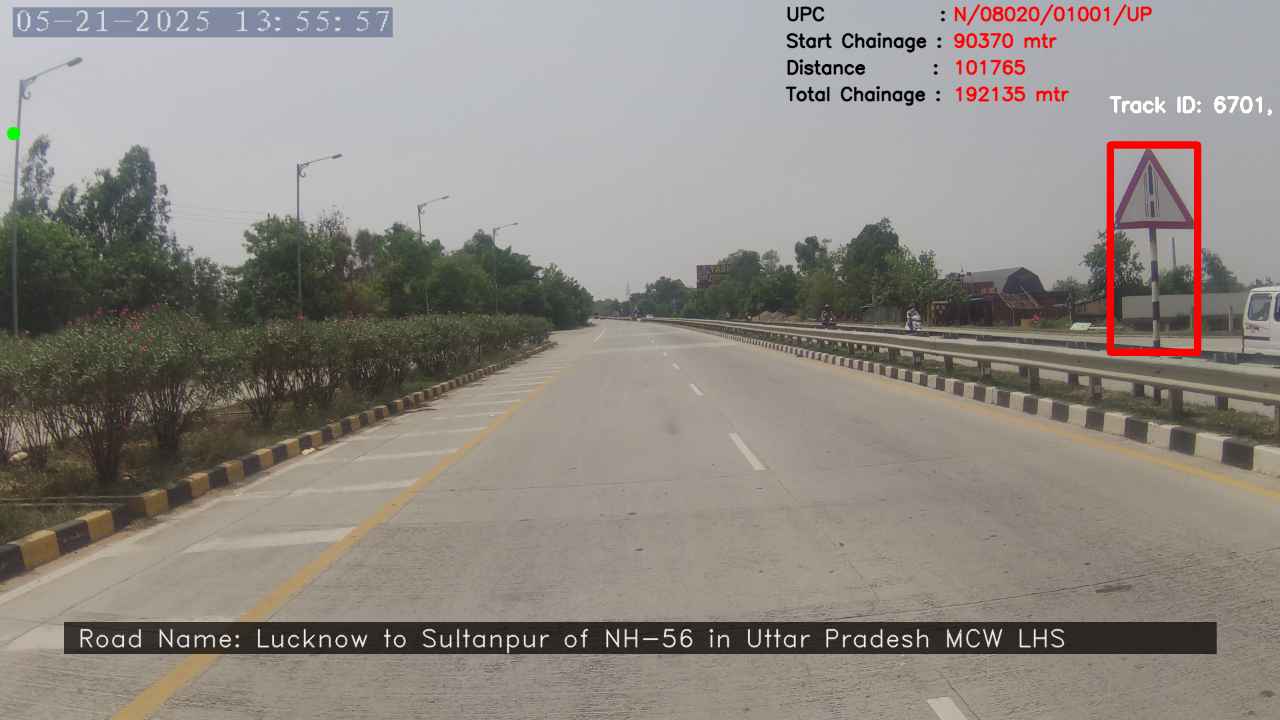 05-21-2025 13:55:57
UPC : N/08020/01001/UP
Start Chainage : 90370 mtr
Distance : 101765
Total Chainage : 192135 mtr
Track ID: 6701,
Road Name: Lucknow to Sultanpur of NH-56 in Uttar Pradesh MCW LHS